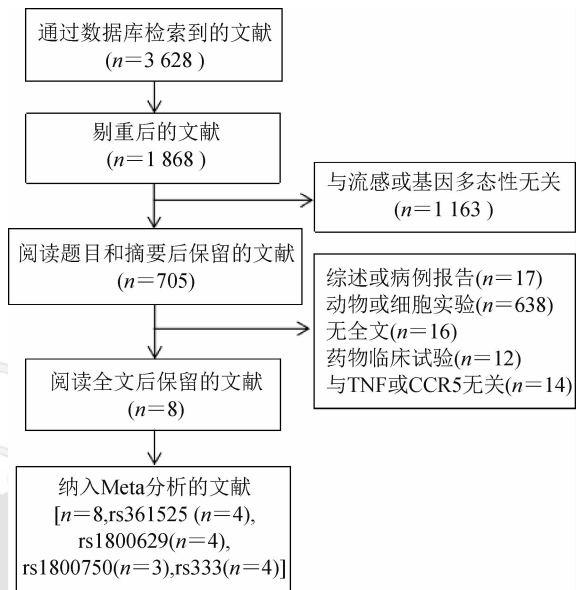 通过数据库检索到的文献
(n=3 628 )
剔重后的文献
(n=1 868 )
与流感或基因多态性无关
(n=1 163 )
阅读题目和摘要后保留的文献
(n=705)
综述或病例报告(n=17)
动物或细胞实验(n=638)
无全文(n=16)
药物临床试验(n=12)
与TNF或CCR5无关(n=14)
阅读全文后保留的文献
(n=8)
纳入Meta分析的文献
[n=8,rs361525 (n=4),
rs1800629(n=4),
rs1800750(n=3),rs333(n=4)]